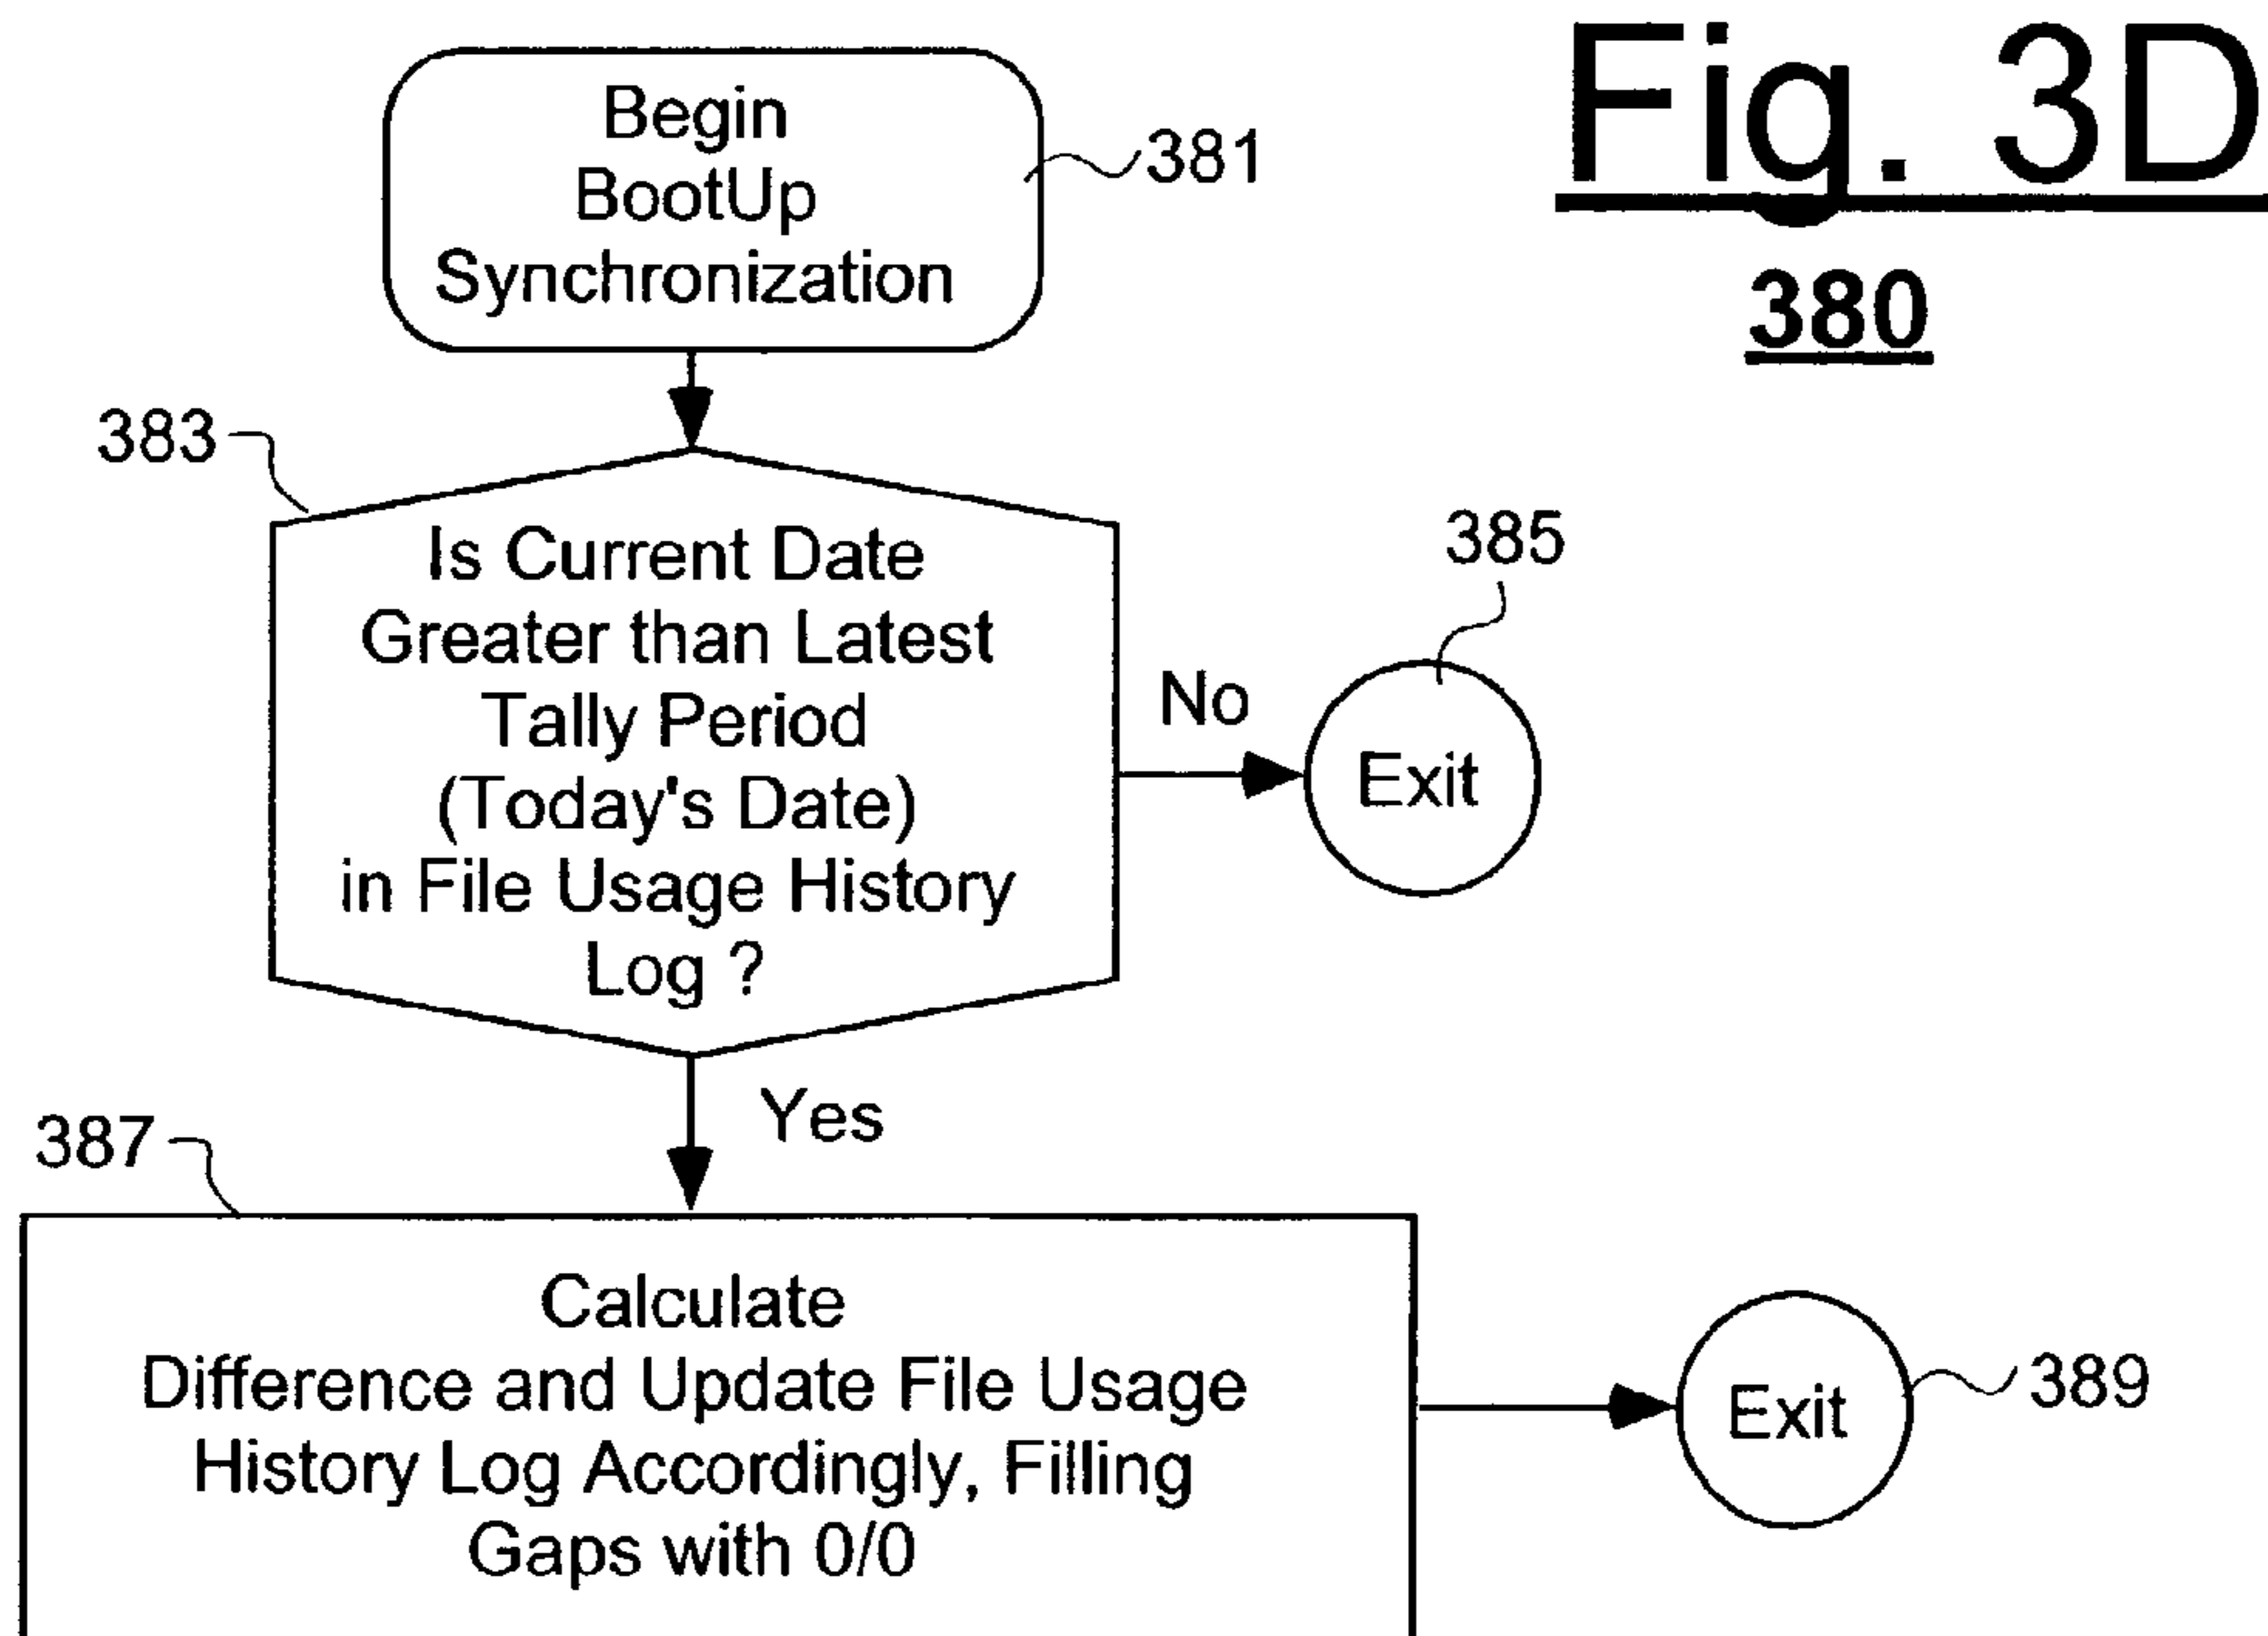 Fig. 3D
380
Begin
BootUp
Synchronization
381
383
Is Current Date
Greater than Latest
Tally Period
(Today's Date)
in File Usage History
Log ?
No
385
Exit
Yes
387
Calculate
Difference and Update File Usage
History Log Accordingly, Filling
Gaps with 0/0
Exit
389